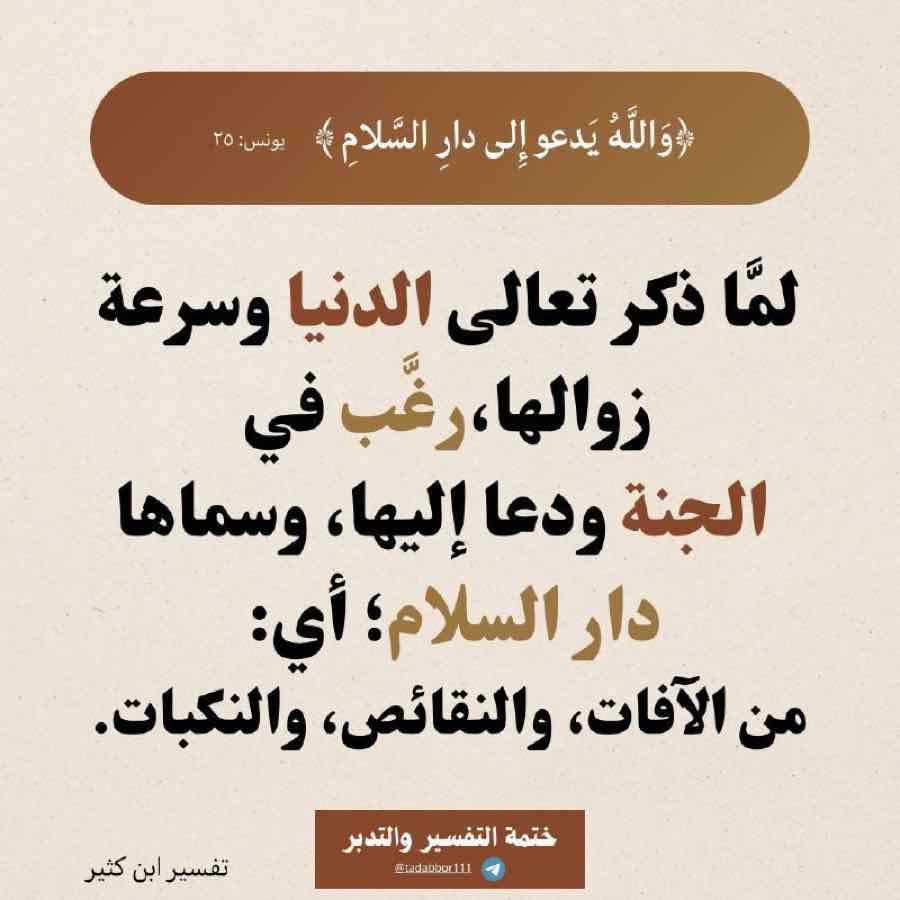 ﴿وَاللَّهُ يَدعو إِلى دارِ السَّلامِ﴾ يونس: ٢٥
لمَّا ذكر تعالى الدنيا وسرعة
زوالها،رغَّب في
الجنة ودعا إليها، وسماها
دار السلام؛ أي:
من الآفات، والنقائص، والنكبات.
ختمة التفسير والتدبر
@tadabbor111
تفسير ابن كثير